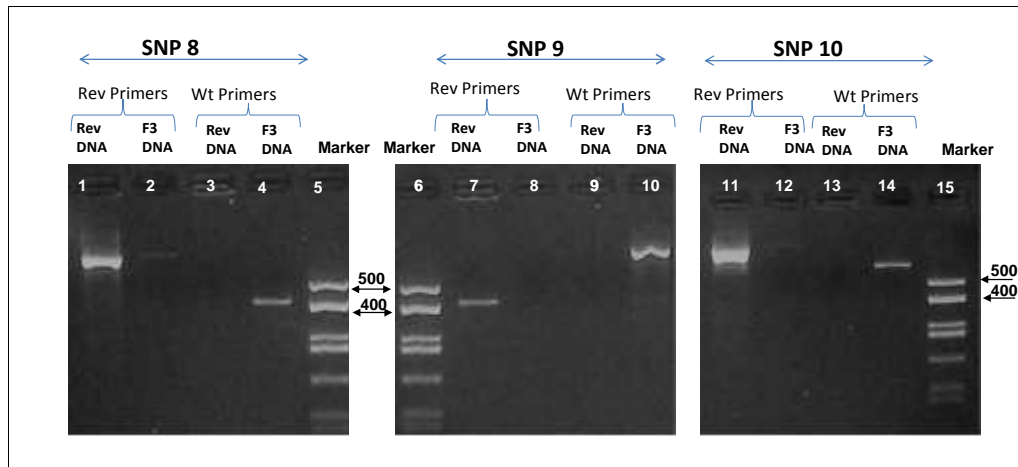 SNP 8
SNP 9
SNP 10
Rev Primers
Wt Primers
Rev Primers
Wt Primers
Rev Primers
Wt Primers
Rev DNA
F3 DNA
Rev DNA
F3 DNA
Marker
Marker
Rev DNA
F3 DNA
Rev DNA
F3 DNA
Rev DNA
F3 DNA
Rev DNA
F3 DNA
Marker
1 2 3 4 5
6 7 8 9 10
11 12 13 14 15
500
400
500
400